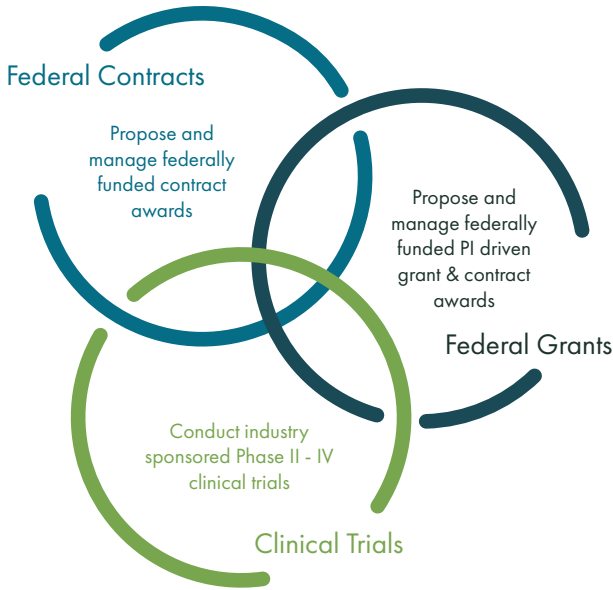 Federal Contracts
Propose and
manage federally
funded contract
awards
Propose and
manage federally
funded PI driven
grant & contract
awards
Federal Grants
Conduct industry
sponsored Phase II - IV
clinical trials
Clinical Trials